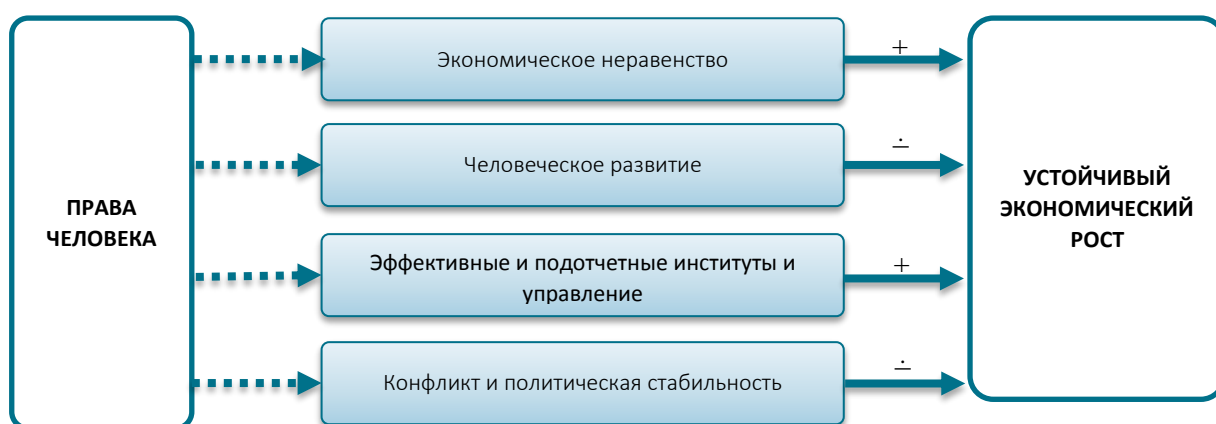 ПРАВА
ЧЕЛОВЕКА
Экономическое неравенство
+
Человеческое развитие
∸
Эффективные и подотчетные институты и
управление
+
Конфликт и политическая стабильность
∸
УСТОЙЧИВЫЙ
ЭКОНОМИЧЕСКИЙ
РОСТ